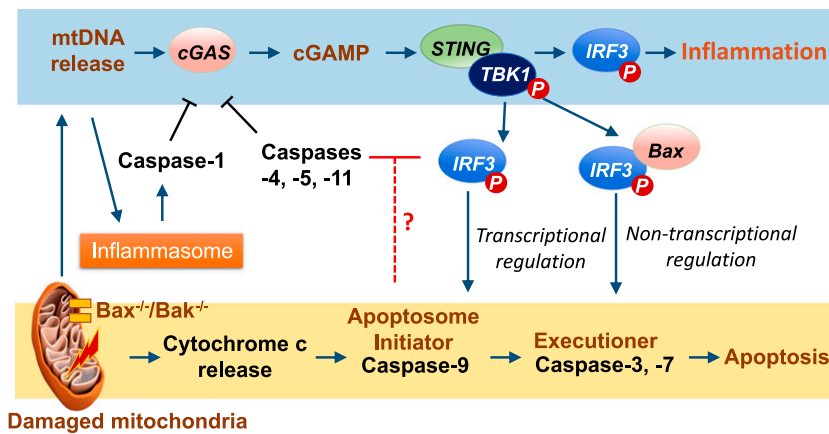 mtDNA
release
cGAS
cGAMP
STING
TBK1
P
IRF3
P
Inflammation
Caspase-1
Caspases
-4, -5, -11
IRF3
P
IRF3
P
Bax
?
Inflammasome
Transcriptional
regulation
Non-transcriptional
regulation
Bax-/-/Bak-/-
Cytochrome c
release
Apoptosome
Initiator
Caspase-9
Executioner
Caspase-3, -7
Apoptosis
Damaged mitochondria